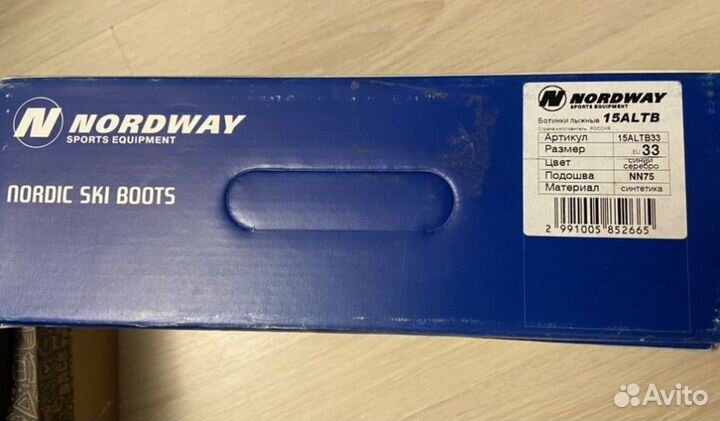 NORDWAY
SPORTS EQUIPMENT
NORDIC SKI BOOTS
NORDWAY
SPORTS EQUIPMENT
Ботинки лыжные 15ALTB
Страна-изготовитель: РОССИЯ
Артикул 15ALTB33
Размер EU 33
Цвет синий серебро
Подошва NN75
Материал синтетика
2 991005 852665
Avito